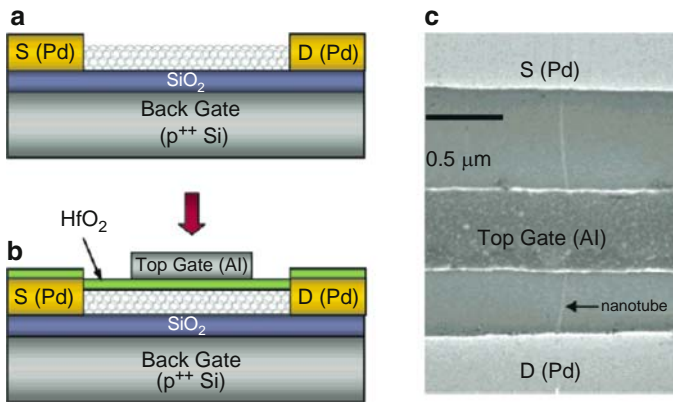 a
S (Pd)
D (Pd)
SiO₂
Back Gate
(p⁺⁺ Si)
HfO₂
b
Top Gate (Al)
S (Pd)
D (Pd)
SiO₂
Back Gate
(p⁺⁺ Si)
c
S (Pd)
0.5 μm
Top Gate (Al)
nanotube
D (Pd)